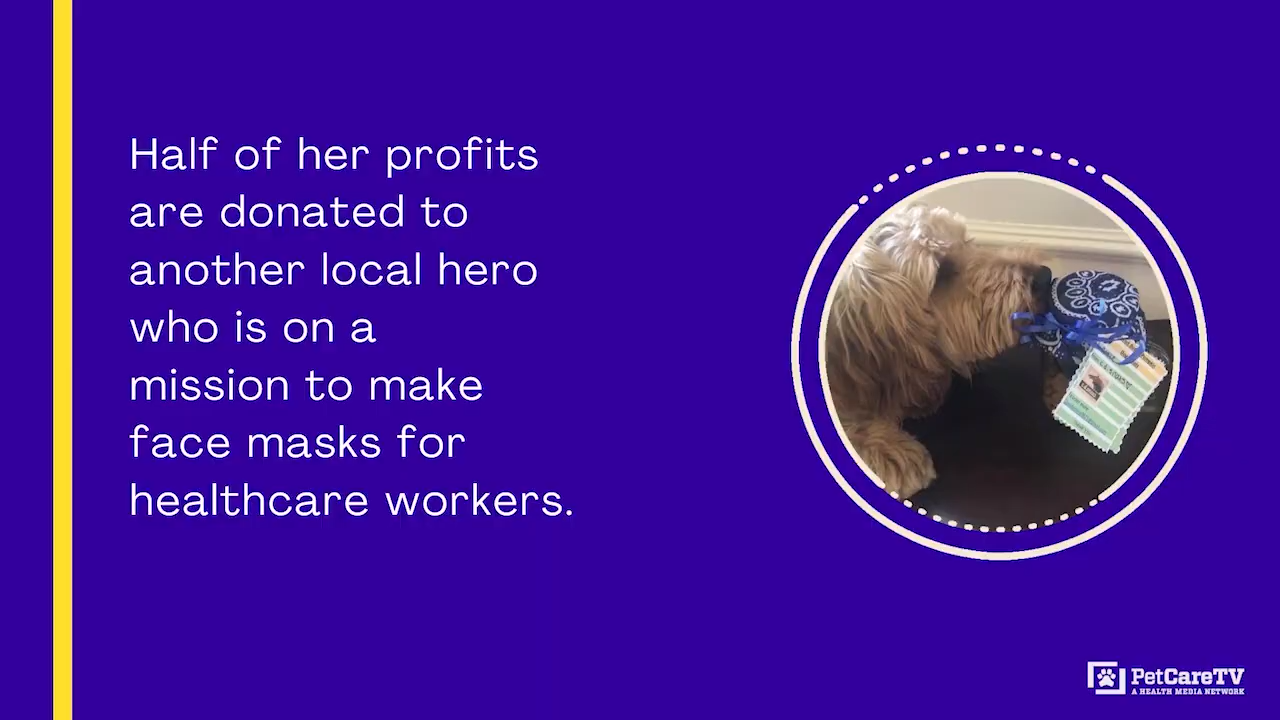 Half of her profits
are donated to
another local hero
who is on a
mission to make
face masks for
healthcare workers.
PetCareTV
A HEALTH MEDIA NETWORK